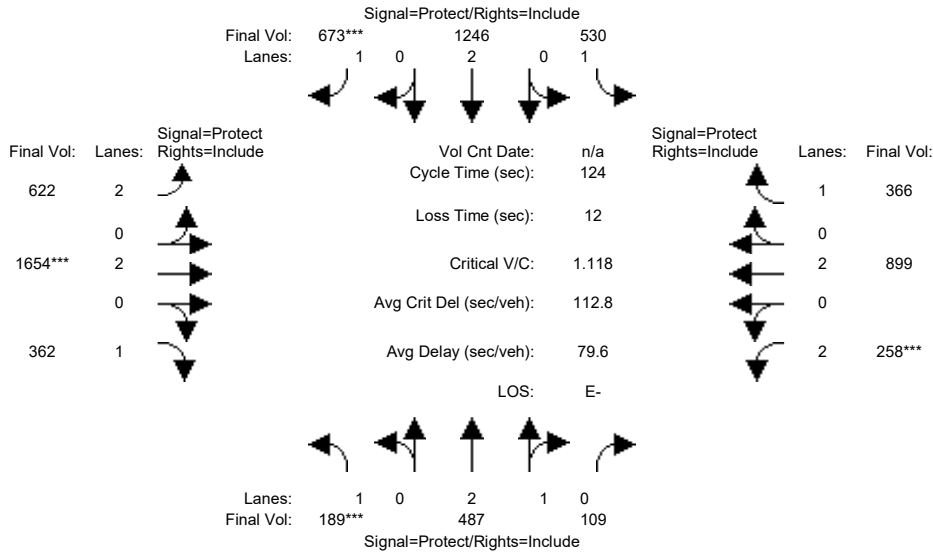 Signal=Protect/Rights=Include
Final Vol: 673*** 1246 530
Lanes: 1 0 2 0 1
Signal=Protect
Final Vol: Lanes: Rights=Include
Vol Cnt Date: n/a
Signal=Protect
Rights=Include Lanes: Final Vol:
Cycle Time (sec): 124
622 2
1 366
Loss Time (sec): 12
0
0
1654*** 2
Critical V/C: 1.118
2 899
0
Avg Crit Del (sec/veh): 112.8
0
362 1
Avg Delay (sec/veh): 79.6
2 258***
LOS: E-
Lanes: 1 0 2 1 0
Final Vol: 189*** 487 109
Signal=Protect/Rights=Include